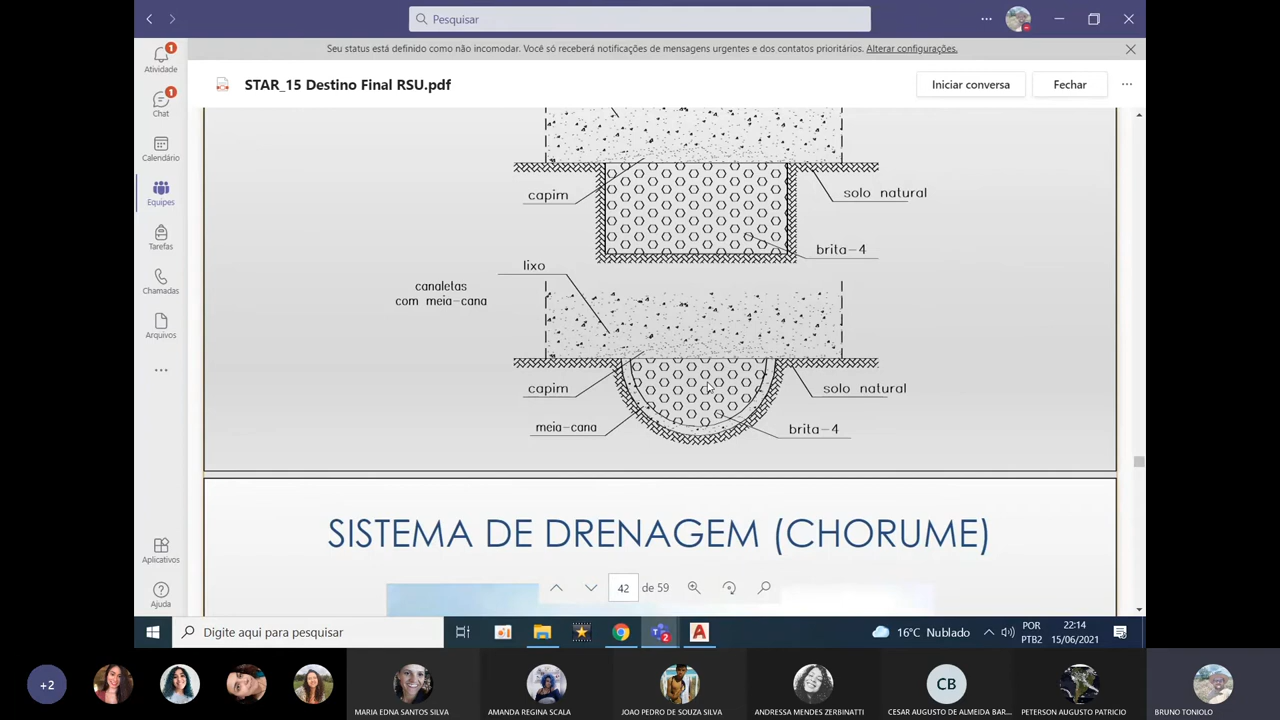 Pesquisar
Seu status está definido como não incomodar. Você só receberá notificações de mensagens urgentes e dos contatos prioritários. Alterar configurações.
Atividade
1
Chat
1
Calendário
Equipes
Tarefas
Chamadas
Arquivos
Aplicativos
Ajuda
STAR_15 Destino Final RSU.pdf
Iniciar conversa
Fechar
capim
solo natural
brita-4
lixo
canaletas
com meia-cana
capim
solo natural
meia-cana
brita-4
SISTEMA DE DRENAGEM (CHORUME)
42 de 59
Digite aqui para pesquisar
2
A
16°C Nublado
POR
PTB2
22:14
15/06/2021
+2
MARIA EDNA SANTOS SILVA
AMANDA REGINA SCALA
JOAO PEDRO DE SOUZA SILVA
ANDRESSA MENDES ZERBINATTI
CB
CESAR AUGUSTO DE ALMEIDA BAR...
PETERSON AUGUSTO PATRICIO
BRUNO TONIOLO